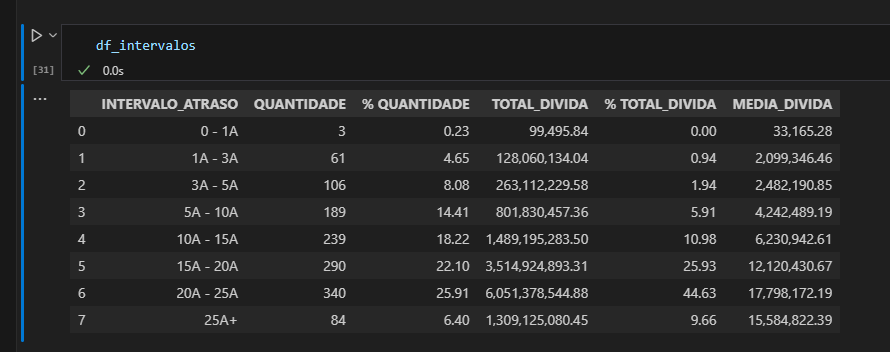 df_intervalos
[31] 0.0s
...
INTERVALO_ATRASO QUANTIDADE % QUANTIDADE TOTAL_DIVIDA % TOTAL_DIVIDA MEDIA_DIVIDA
0 0 - 1A 3 0.23 99,495.84 0.00 33,165.28
1 1A - 3A 61 4.65 128,060,134.04 0.94 2,099,346.46
2 3A - 5A 106 8.08 263,112,229.58 1.94 2,482,190.85
3 5A - 10A 189 14.41 801,830,457.36 5.91 4,242,489.19
4 10A - 15A 239 18.22 1,489,195,283.50 10.98 6,230,942.61
5 15A - 20A 290 22.10 3,514,924,893.31 25.93 12,120,430.67
6 20A - 25A 340 25.91 6,051,378,544.88 44.63 17,798,172.19
7 25A+ 84 6.40 1,309,125,080.45 9.66 15,584,822.39